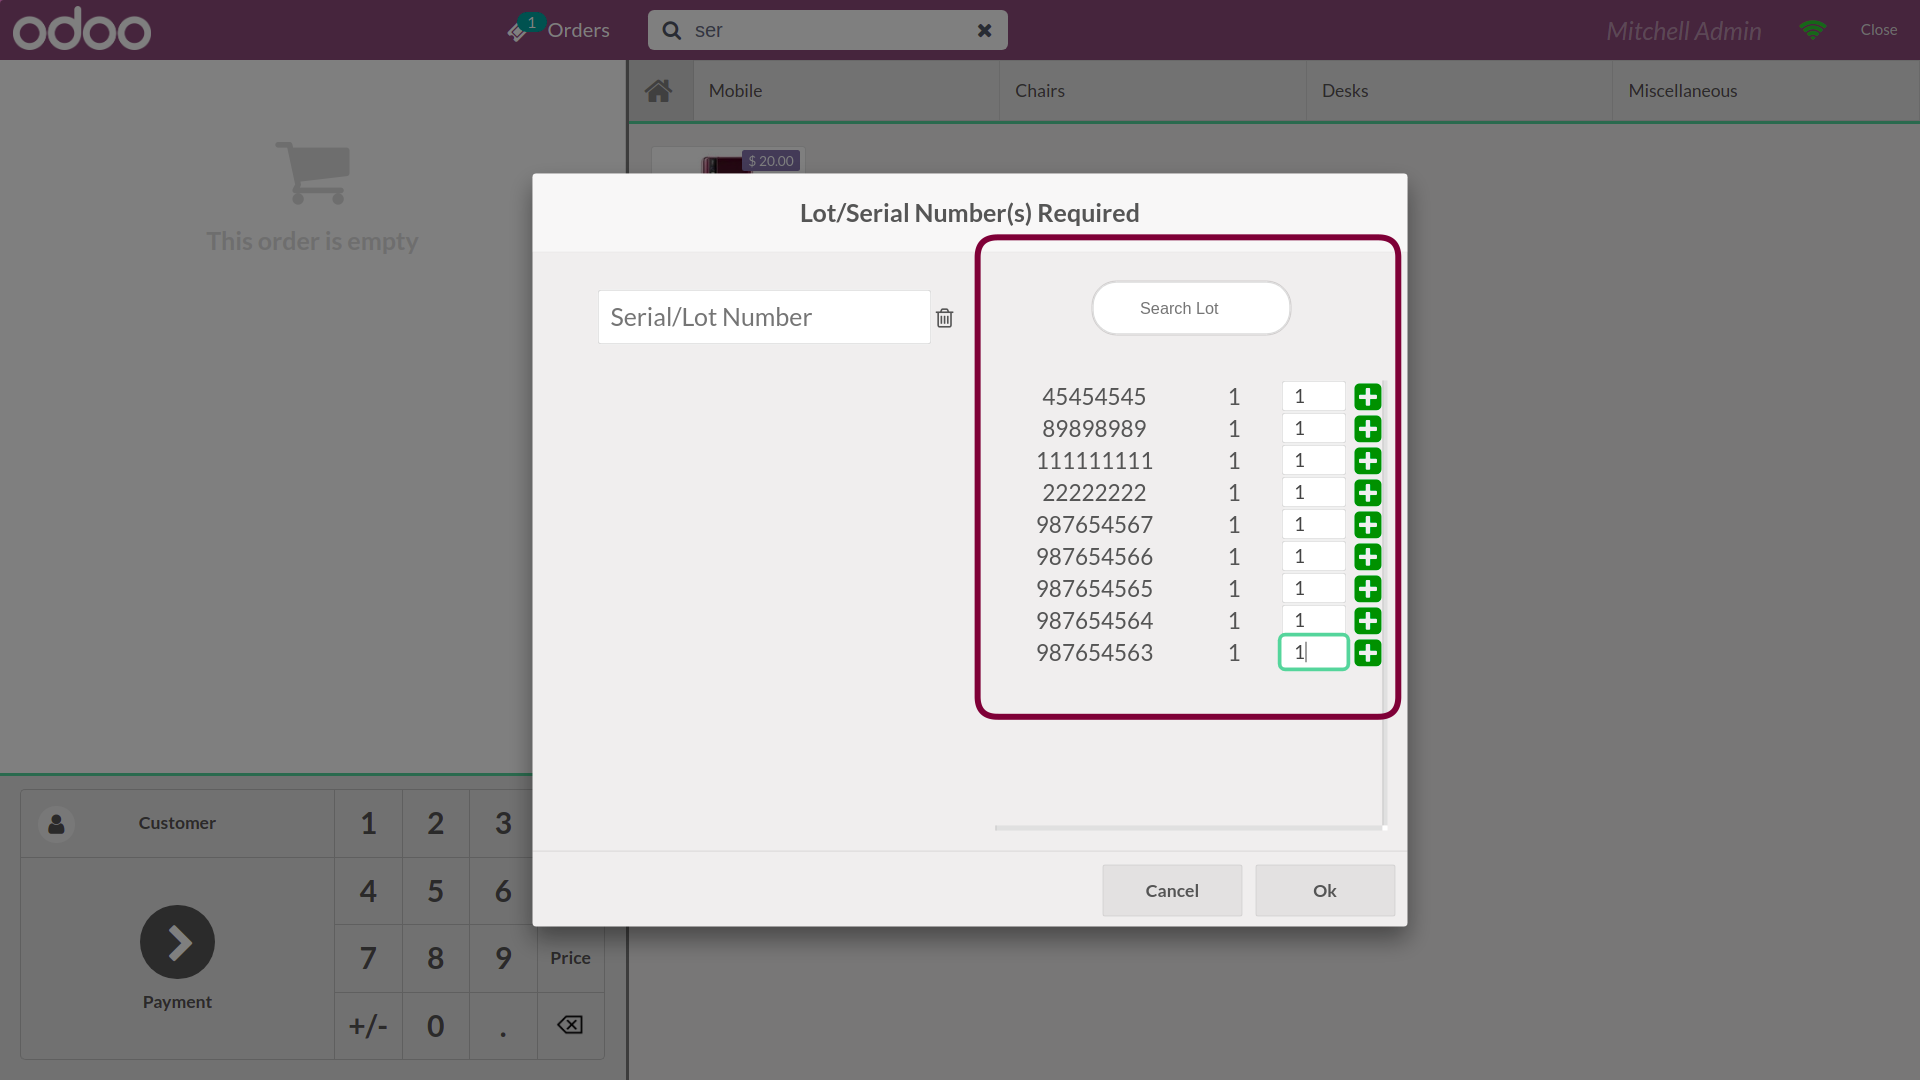 odoo
1 Orders
ser
Mitchell Admin
Close
Mobile
Chairs
Desks
Miscellaneous
This order is empty
$ 20.00
Lot/Serial Number(s) Required
Serial/Lot Number
Search Lot
45454545 1 1
89898989 1 1
111111111 1 1
22222222 1 1
987654567 1 1
987654566 1 1
987654565 1 1
987654564 1 1
987654563 1 1
Cancel
Ok
Customer
Payment
1 2 3
4 5 6
7 8 9 Price
+/- 0 .